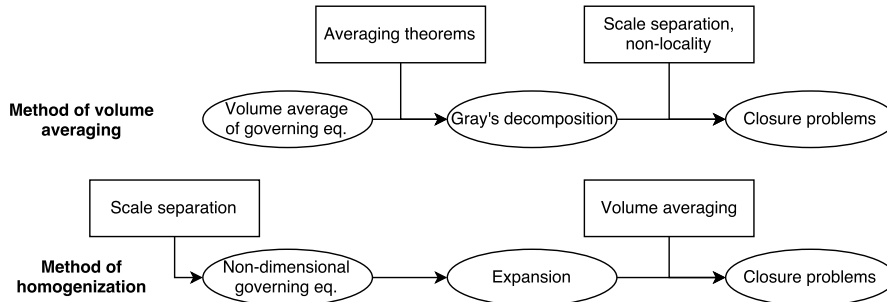 Averaging theorems
Scale separation,
non-locality
Method of volume
averaging
Volume average
of governing eq.
Gray's decomposition
Closure problems
Scale separation
Volume averaging
Method of
homogenization
Non-dimensional
governing eq.
Expansion
Closure problems